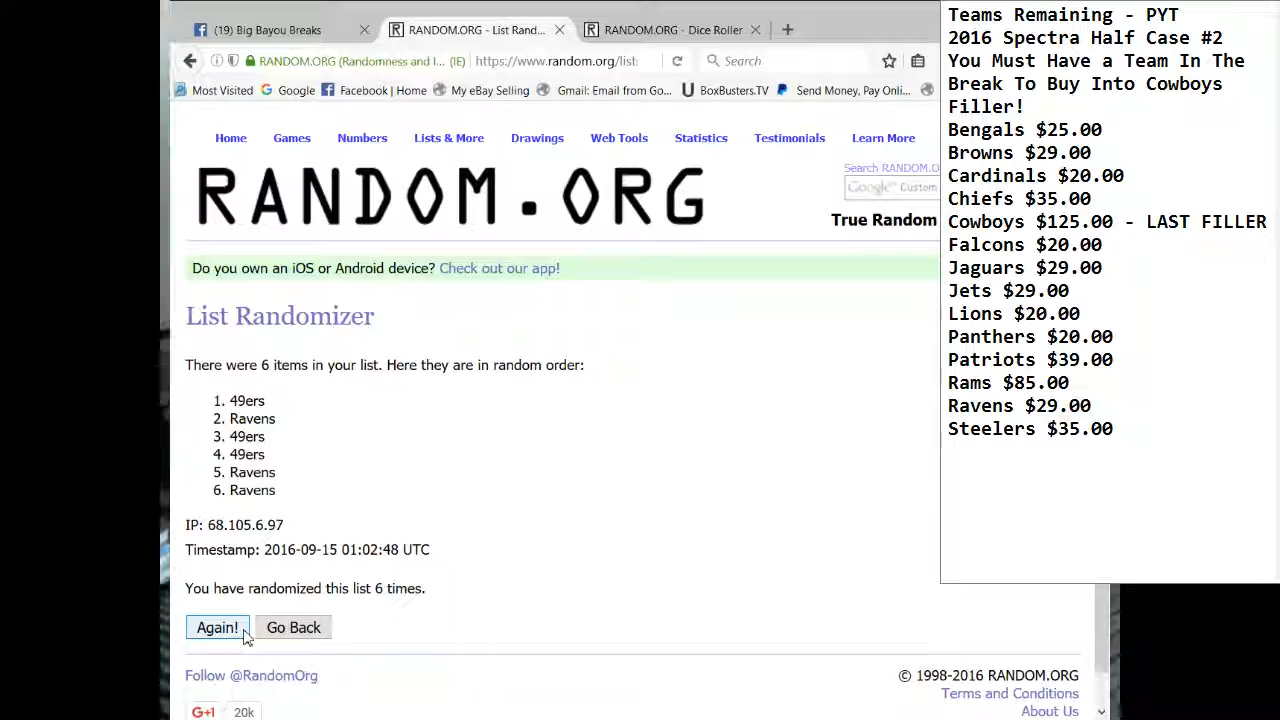 (19) Big Bayou Breaks
RANDOM.ORG - List Rand...
RANDOM.ORG - Dice Roller
RANDOM.ORG (Randomness and I... (IE)
https://www.random.org/list
Search
Most Visited
Google
Facebook | Home
My eBay Selling
Gmail: Email from Go...
BoxBusters.TV
Send Money, Pay Onli...
Home
Games
Numbers
Lists & More
Drawings
Web Tools
Statistics
Testimonials
Learn More
RANDOM.ORG
Search RANDOM.O
Google Custom
True Random
Do you own an iOS or Android device? Check out our app!
List Randomizer
There were 6 items in your list. Here they are in random order:
1. 49ers
2. Ravens
3. 49ers
4. 49ers
5. Ravens
6. Ravens
IP: 68.105.6.97
Timestamp: 2016-09-15 01:02:48 UTC
You have randomized this list 6 times.
Again!
Go Back
Follow @RandomOrg
G+1
20k
© 1998-2016 RANDOM.ORG
Terms and Conditions
About Us
Teams Remaining - PYT
2016 Spectra Half Case #2
You Must Have a Team In The
Break To Buy Into Cowboys
Filler!
Bengals $25.00
Browns $29.00
Cardinals $20.00
Chiefs $35.00
Cowboys $125.00 - LAST FILLER
Falcons $20.00
Jaguars $29.00
Jets $29.00
Lions $20.00
Panthers $20.00
Patriots $39.00
Rams $85.00
Ravens $29.00
Steelers $35.00